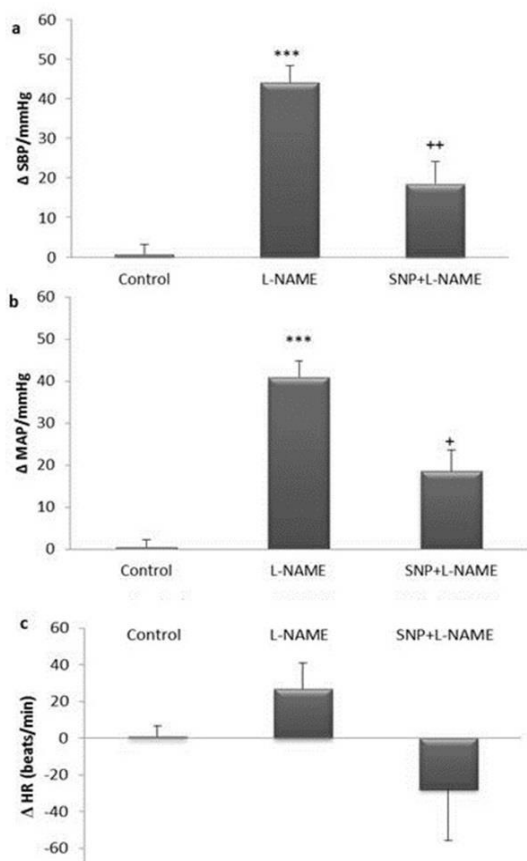 a
Δ SBP/mmHg
60
50
40
30
20
10
0
***
++
Control L-NAME SNP+L-NAME
b
Δ MAP/mmHg
60
50
40
30
20
10
0
***
+
Control L-NAME SNP+L-NAME
c
Control L-NAME SNP+L-NAME
Δ HR (beats/min)
60
40
20
0
-20
-40
-60